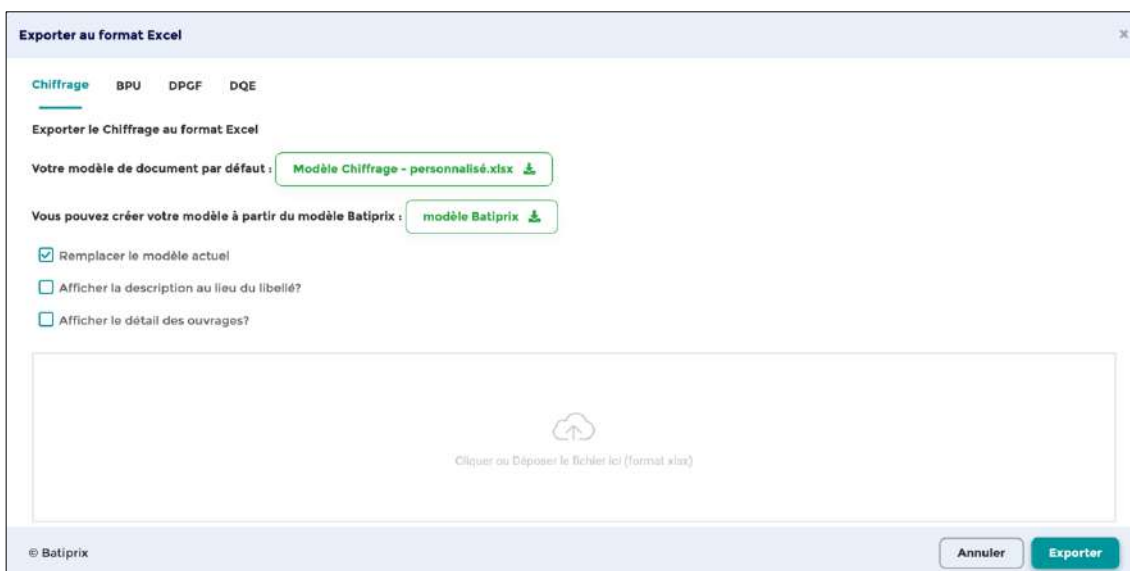 Exporter au format Excel x
Chiffrage BPU DPGF DQE
Exporter le Chiffrage au format Excel
Votre modèle de document par défaut : Modèle Chiffrage - personnalisé.xlsx
Vous pouvez créer votre modèle à partir du modèle Batiprix : modèle Batiprix
Remplacer le modèle actuel
Afficher la description au lieu du libellé?
Afficher le détail des ouvrages?
Cliquer ou Déposer le fichier ici (format xlsx)
© Batiprix Annuler Exporter